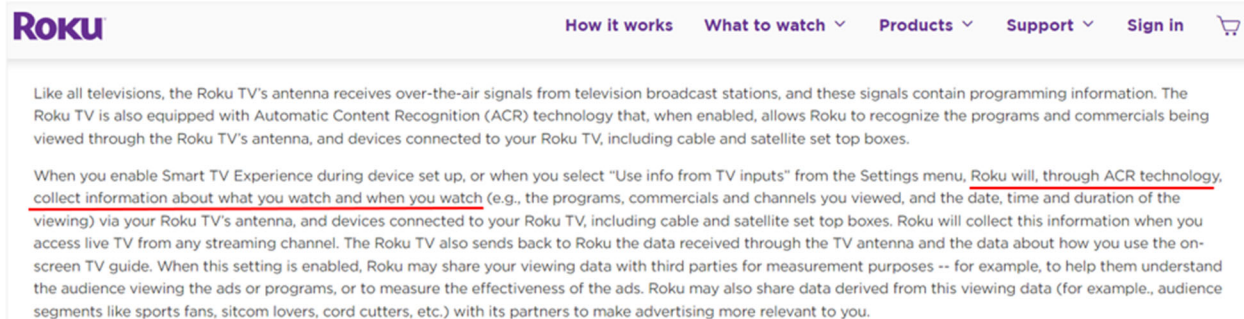 Roku
How it works What to watch Products Support Sign in
Like all televisions, the Roku TV's antenna receives over-the-air signals from television broadcast stations, and these signals contain programming information. The
Roku TV is also equipped with Automatic Content Recognition (ACR) technology that, when enabled, allows Roku to recognize the programs and commercials being
viewed through the Roku TV's antenna, and devices connected to your Roku TV, including cable and satellite set top boxes.
When you enable Smart TV Experience during device set up, or when you select “Use info from TV inputs” from the Settings menu, Roku will, through ACR technology,
collect information about what you watch and when you watch (e.g., the programs, commercials and channels you viewed, and the date, time and duration of the
viewing) via your Roku TV's antenna, and devices connected to your Roku TV, including cable and satellite set top boxes. Roku will collect this information when you
access live TV from any streaming channel. The Roku TV also sends back to Roku the data received through the TV antenna and the data about how you use the on-
screen TV guide. When this setting is enabled, Roku may share your viewing data with third parties for measurement purposes -- for example, to help them understand
the audience viewing the ads or programs, or to measure the effectiveness of the ads. Roku may also share data derived from this viewing data (for example., audience
segments like sports fans, sitcom lovers, cord cutters, etc.) with its partners to make advertising more relevant to you.